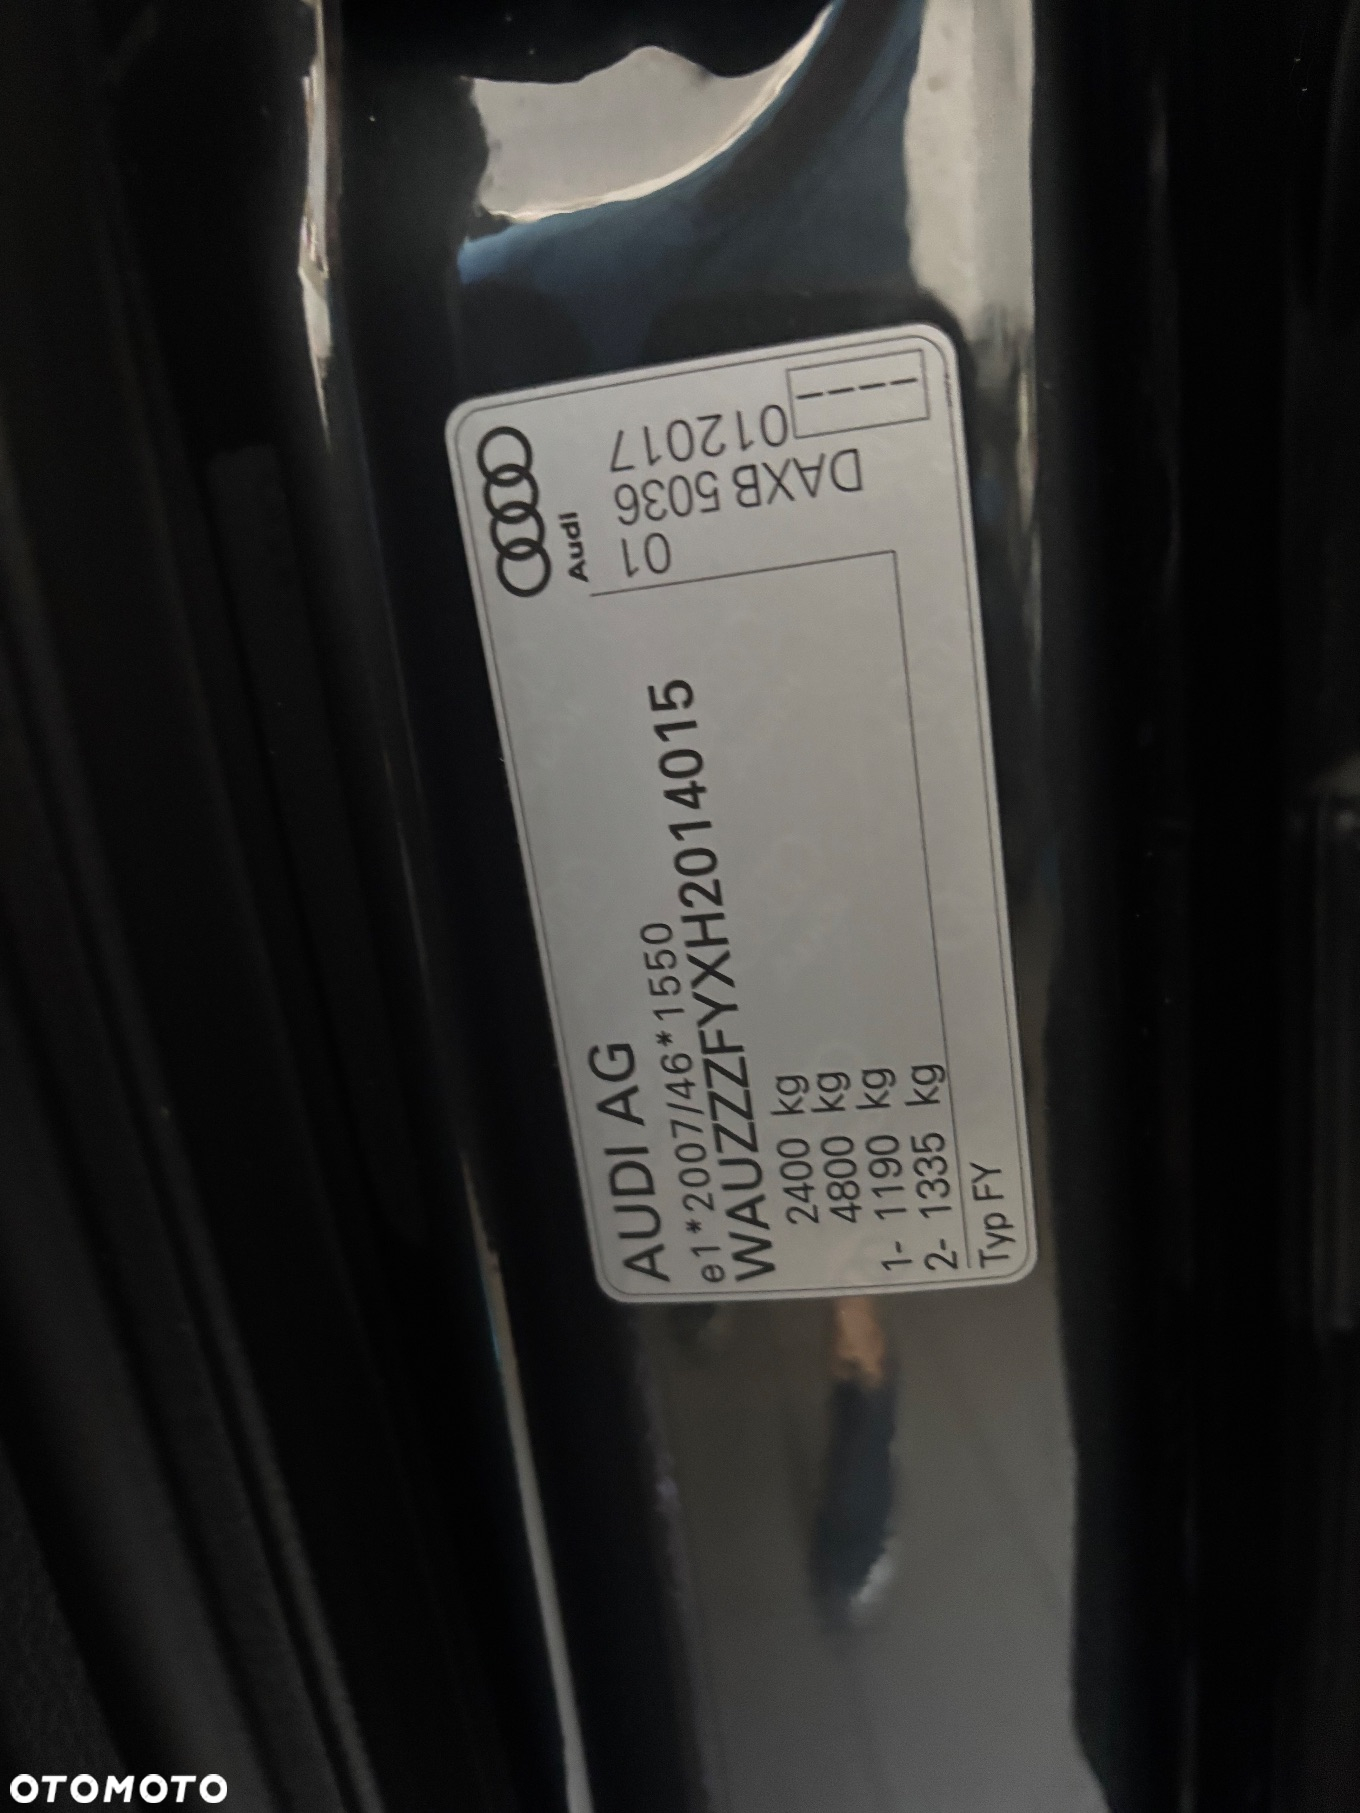 AUDI AG
e1*2007/46*1550
WAUZZZFYXH2014015
2400 kg
4800 kg
1- 1190 kg
2- 1335 kg
Typ FY
Audi
01
DAXB 5036
012017
----
OTOMOTO